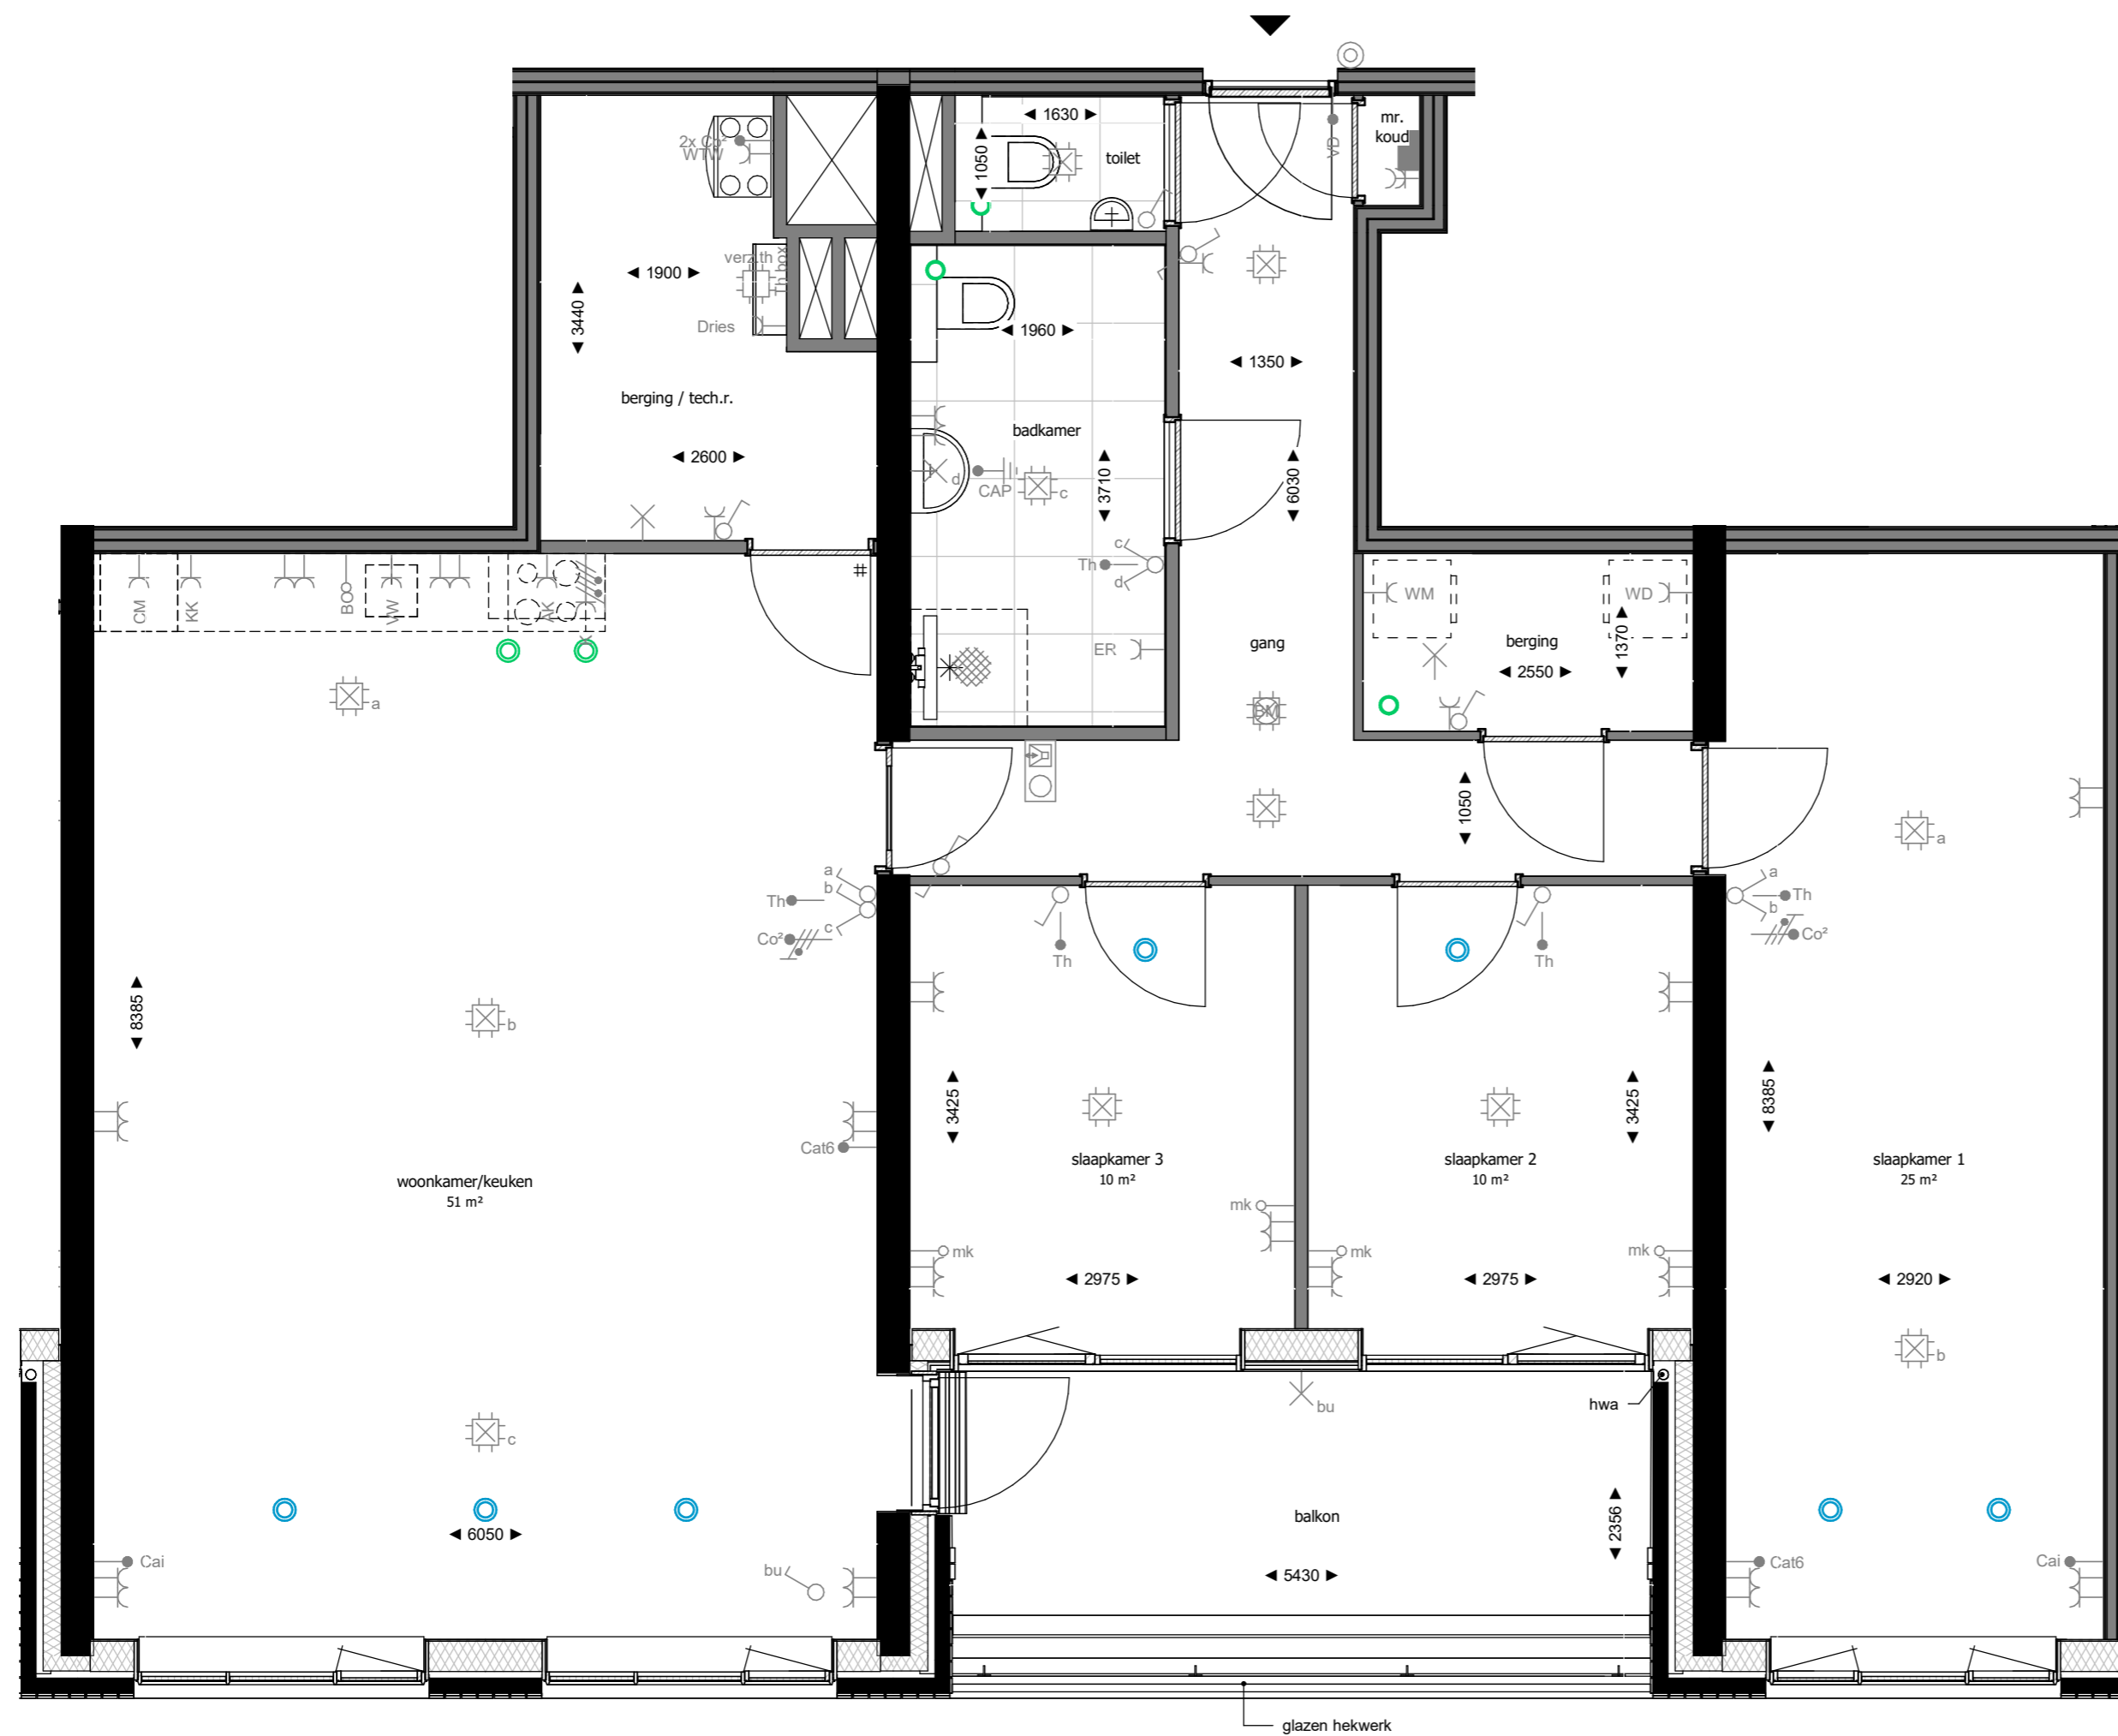 1630
1050
toilet
mr.
koud
VD
2x Co²
WTW
verz.th
Th box
1900
3440
Dries
1960
1350
berging / tech.r.
badkamer
2600
d
CAP
c
3710
6030
CM
KK
BO
VW
AK
c
Th
d
WM
WD
1370
ER
gang
berging
2550
a
BM
1050
a
a
b
Th
c
Co²
Th
Th
a
Th
b
Co²
8385
b
3425
3425
8385
Cat6
woonkamer/keuken
51 m²
slaapkamer 3
10 m²
slaapkamer 2
10 m²
slaapkamer 1
25 m²
mk
mk
mk
mk
2975
2975
2920
b
bu
hwa
c
6050
balkon
2356
Cai
bu
5430
Cat6
Cai
glazen hekwerk